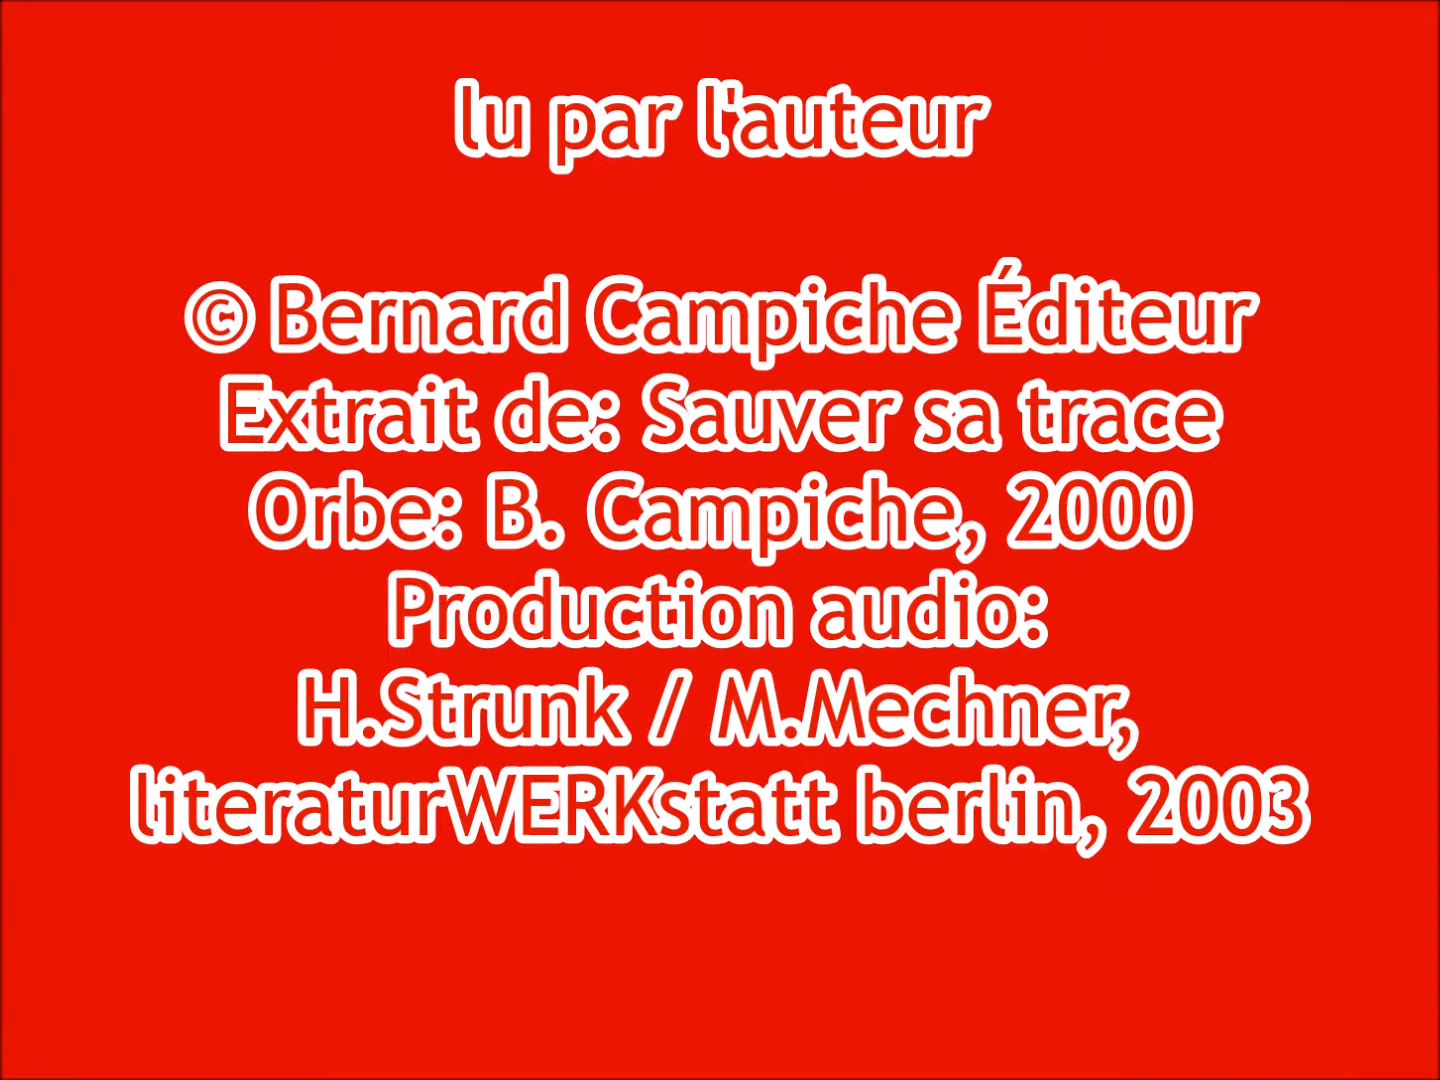 lu par l'auteur
© Bernard Campiche Éditeur
Extrait de: Sauver sa trace
Orbe: B. Campiche, 2000
Production audio:
H.Strunk / M.Mechner,
literaturWERKstatt berlin, 2003